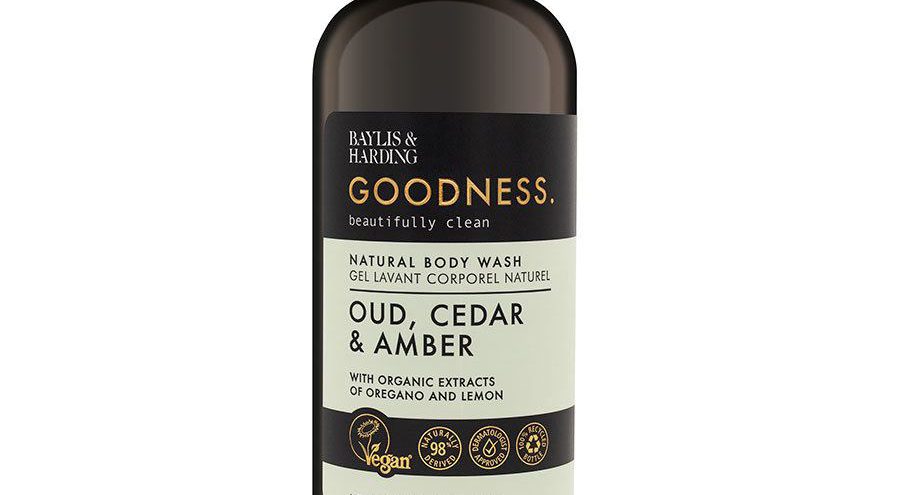 BAYLIS &
HARDING
GOODNESS.
beautifully clean
NATURAL BODY WASH
GEL LAVANT CORPOREL NATUREL
OUD, CEDAR
& AMBER
WITH ORGANIC EXTRACTS
OF OREGANO AND LEMON
Vegan
NATURALLY
98%
DERIVED
DERMATOLOGIST
APPROVED
100% RECYCLED
BOTTLE